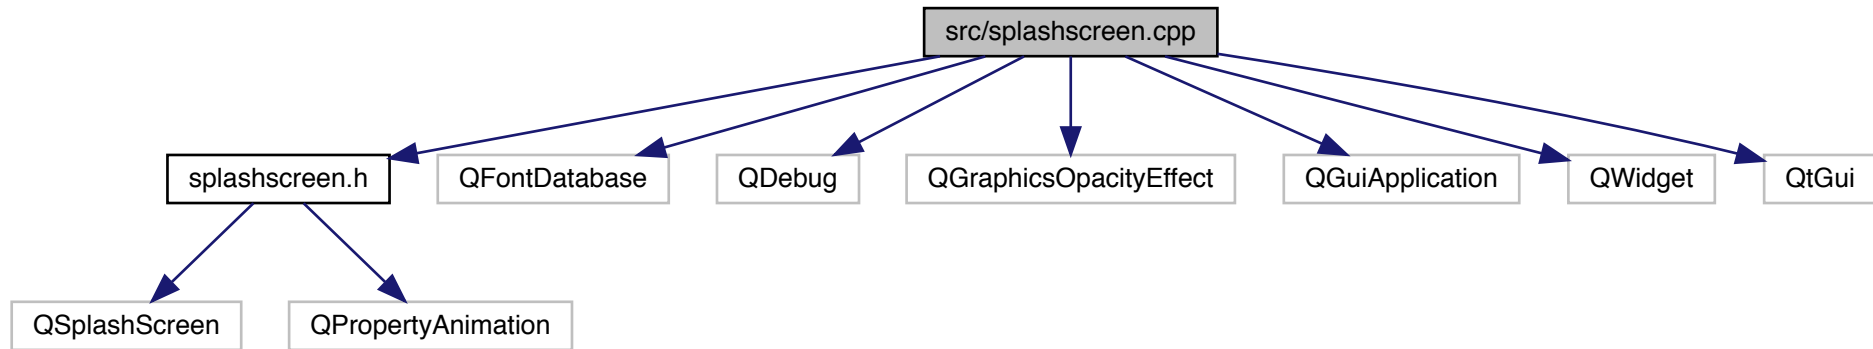 src/splashscreen.cpp
splashscreen.h
QFontDatabase
QDebug
QGraphicsOpacityEffect
QGuiApplication
QWidget
QtGui
QSplashScreen
QPropertyAnimation